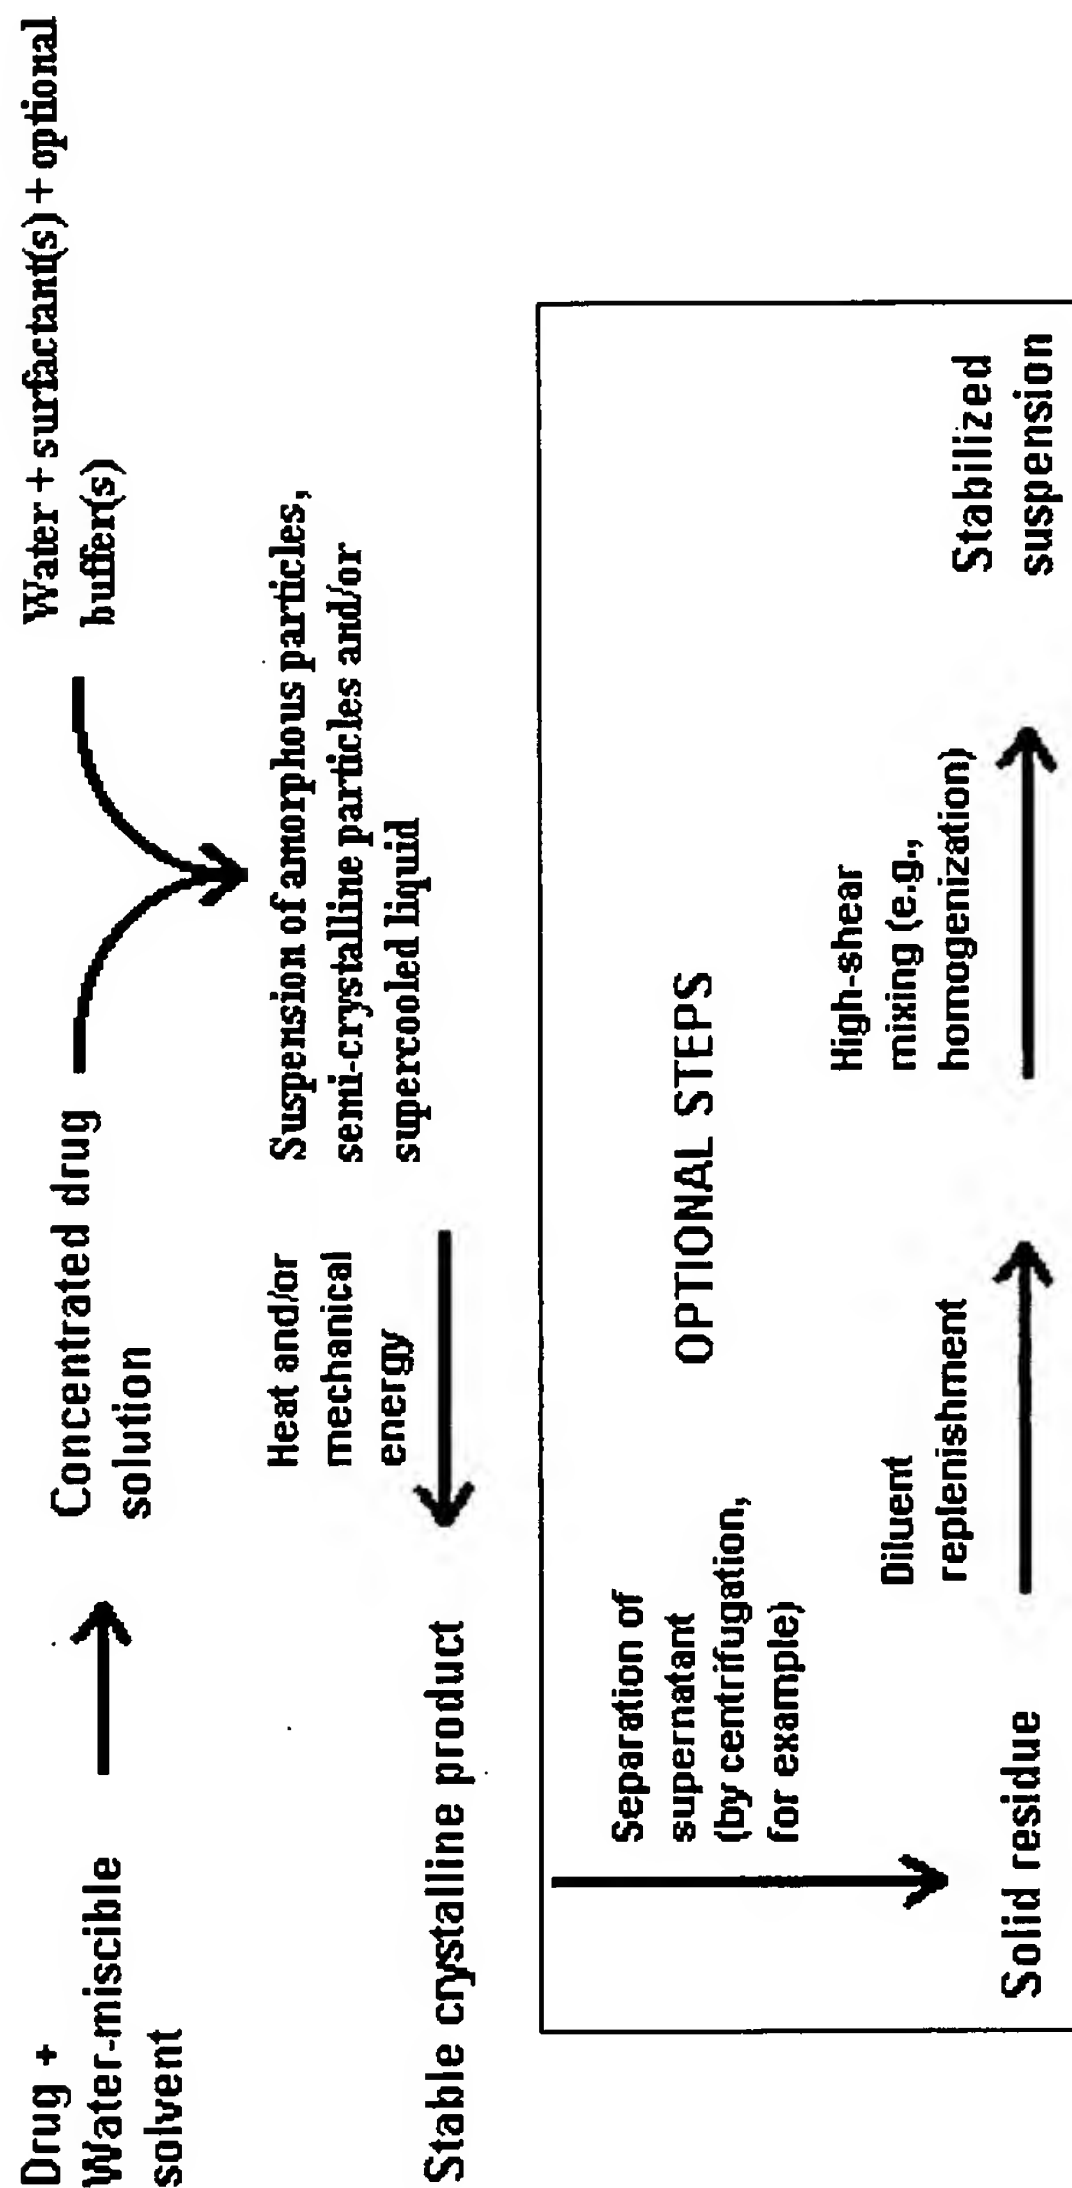 Drug +
Water-miscible
solvent
Concentrated drug
solution
Water + surfactant(s) + optional
buffer(s)
Suspension of amorphous particles,
semi-crystalline particles and/or
supercooled liquid
Heat and/or
mechanical
energy
Stable crystalline product
OPTIONAL STEPS
Separation of
supernatant
(by centrifugation,
for example)
Solid residue
Diluent
replenishment
High-shear
mixing (e.g.,
homogenization)
Stabilized
suspension